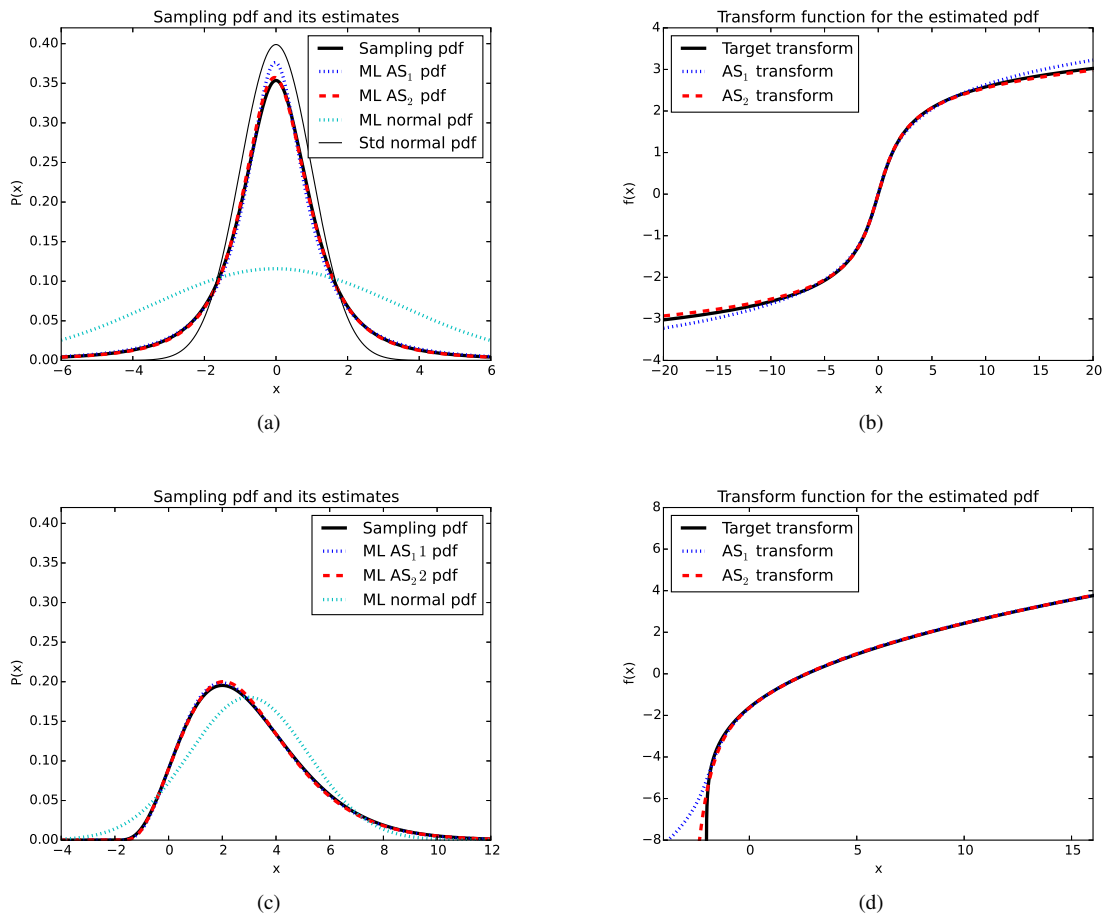 Sampling pdf and its estimates
0.40
0.35
0.30
0.25
0.20
0.15
0.10
0.05
0.00
P(x)
Sampling pdf
ML AS₁ pdf
ML AS₂ pdf
ML normal pdf
Std normal pdf
−6
−4
−2
0
2
4
6
x
(a)
Transform function for the estimated pdf
4
3
2
1
0
−1
−2
−3
−4
f(x)
Target transform
AS₁ transform
AS₂ transform
−20
−15
−10
−5
0
5
10
15
20
x
(b)
Sampling pdf and its estimates
0.40
0.35
0.30
0.25
0.20
0.15
0.10
0.05
0.00
P(x)
Sampling pdf
ML AS₁1 pdf
ML AS₂2 pdf
ML normal pdf
−4
−2
0
2
4
6
8
10
12
x
(c)
Transform function for the estimated pdf
8
6
4
2
0
−2
−4
−6
−8
f(x)
Target transform
AS₁ transform
AS₂ transform
0
5
10
15
x
(d)